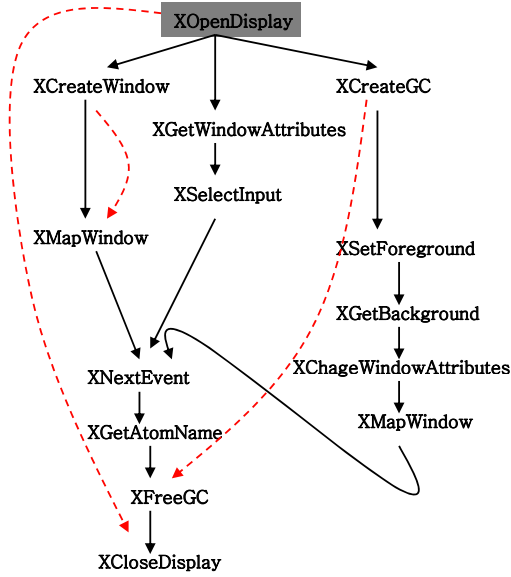 XOpenDisplay
XCreateWindow
XCreateGC
XGetWindowAttributes
XSelectInput
XMapWindow
XSetForeground
XGetBackground
XChageWindowAttributes
XNextEvent
XMapWindow
XGetAtomName
XFreeGC
XCloseDisplay